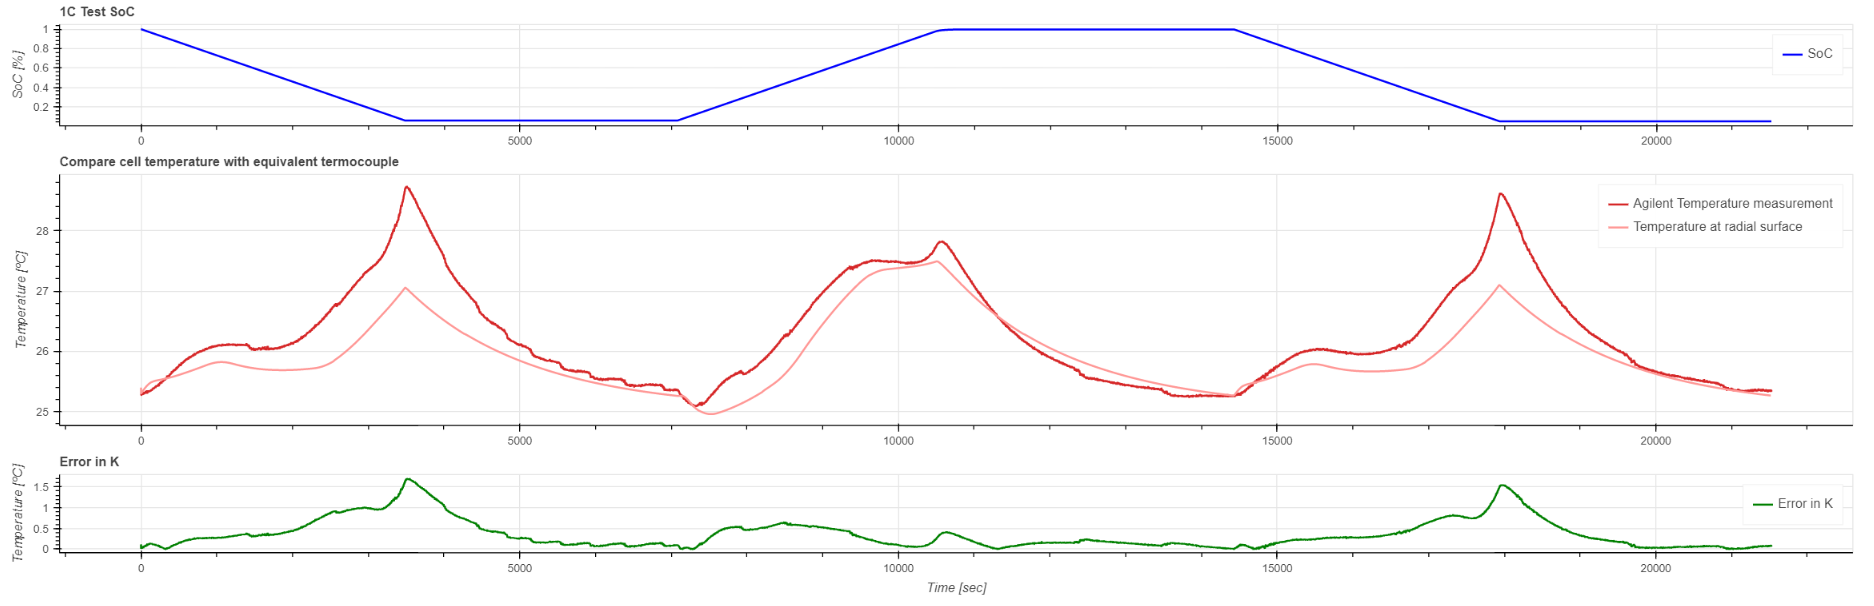 1C Test SoC
SoC [%]
1
0.8
0.6
0.4
0.2
SoC
0 5000 10000 15000 20000
Compare cell temperature with equivalent termocouple
Temperature [ºC]
28
27
26
25
Agilent Temperature measurement
Temperature at radial surface
0 5000 10000 15000 20000
Error in K
Temperature [ºC]
1.5
1
0.5
0
Error in K
0 5000 10000 15000 20000
Time [sec]